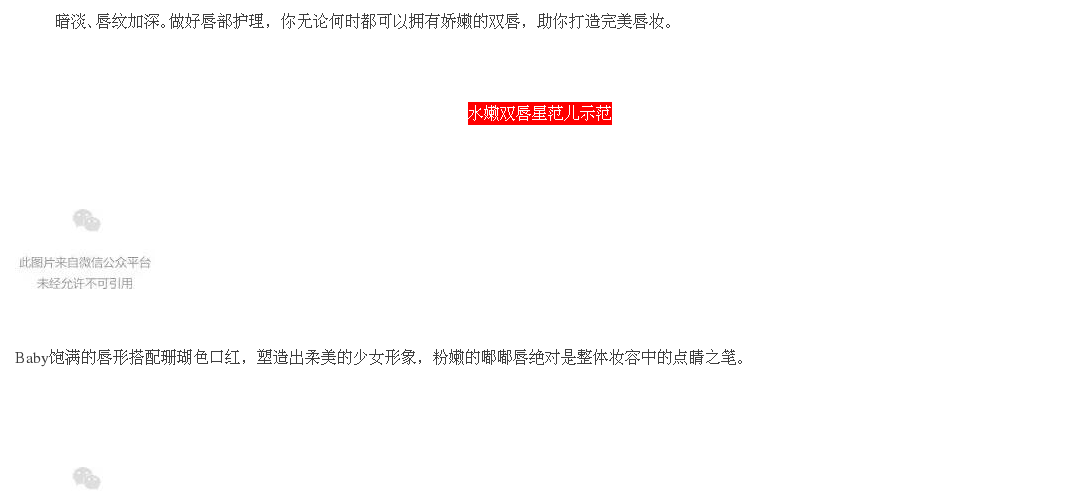 暗淡、唇纹加深。做好唇部护理，你无论何时都可以拥有娇嫩的双唇，助你打造完美唇妆。
水嫩双唇星范儿示范
此图片来自微信公众平台
未经允许不可引用
Baby饱满的唇形搭配珊瑚色口红，塑造出柔美的少女形象，粉嫩的嘟嘟唇绝对是整体妆容中的点睛之笔。